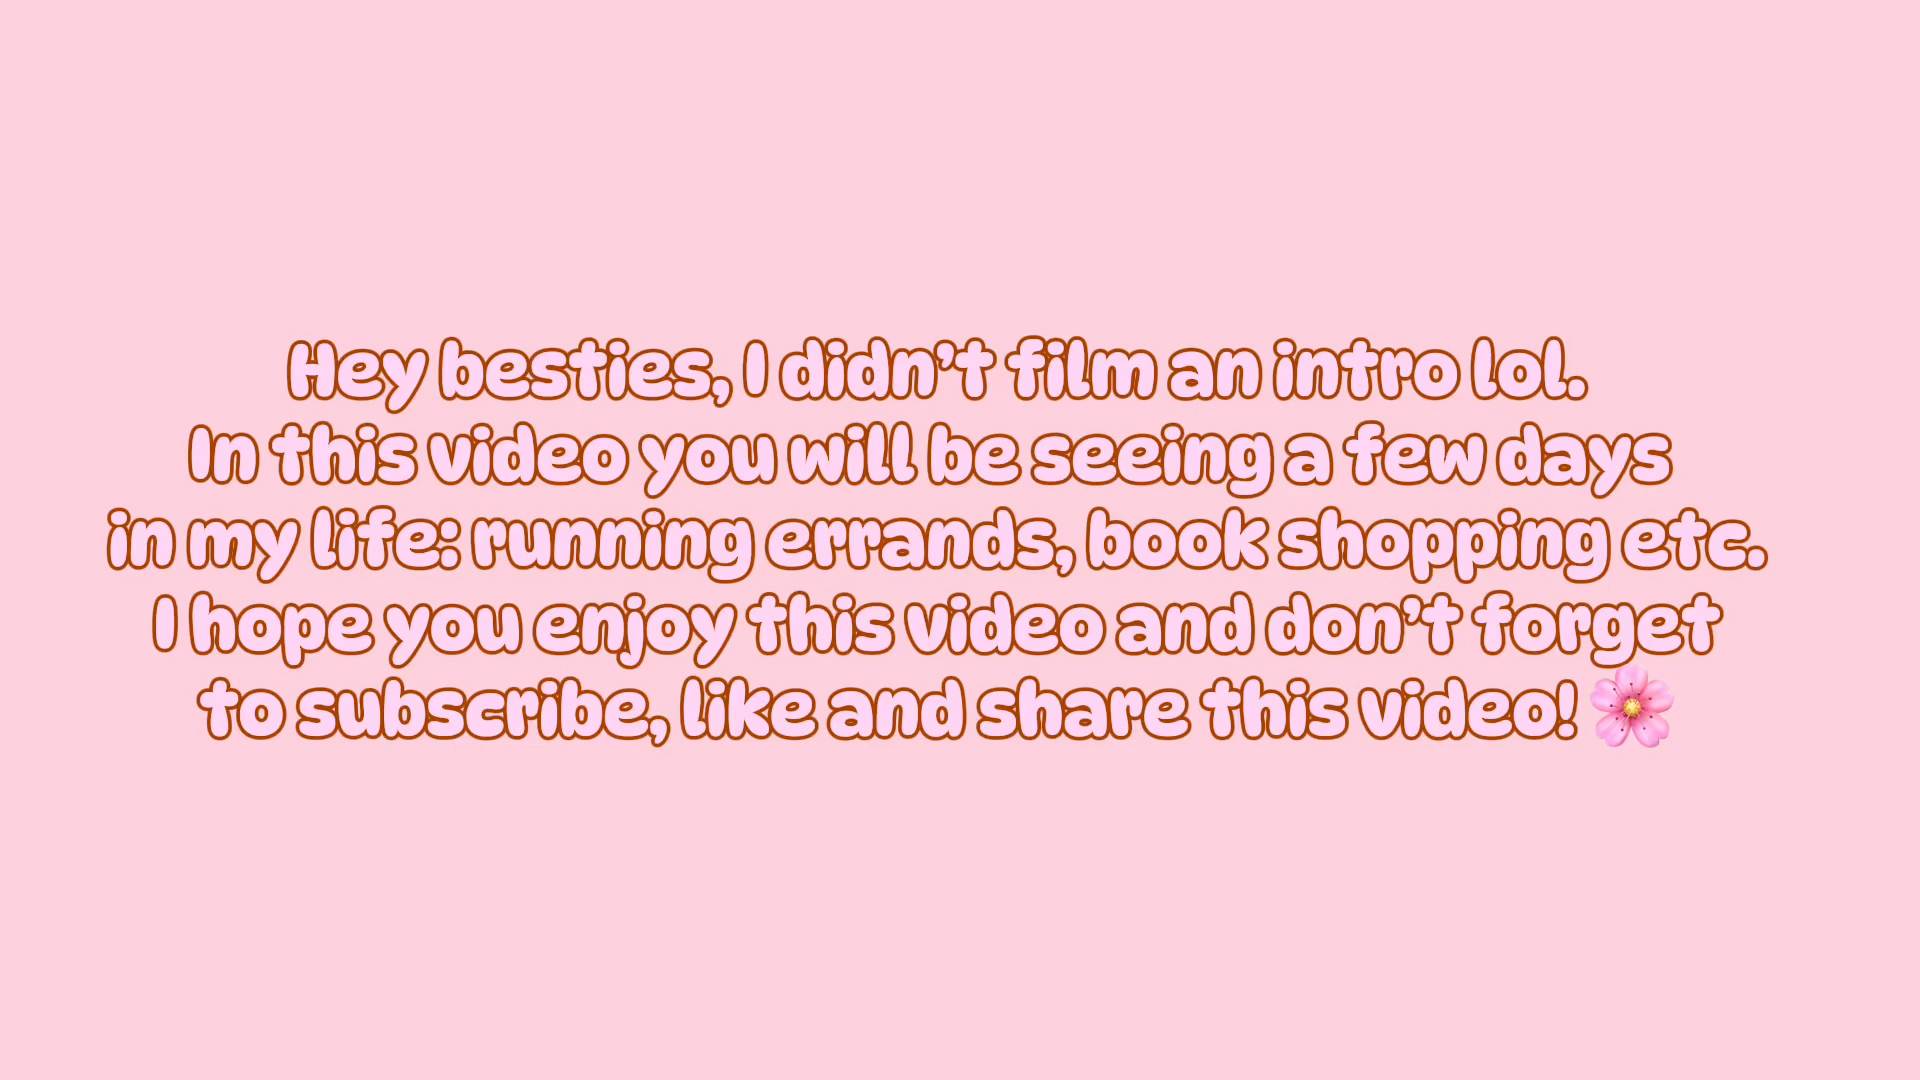 Hey besties, I didn’t film an intro lol.
In this video you will be seeing a few days
in my life: running errands, book shopping etc.
I hope you enjoy this video and don’t forget
to subscribe, like and share this video! 🌸